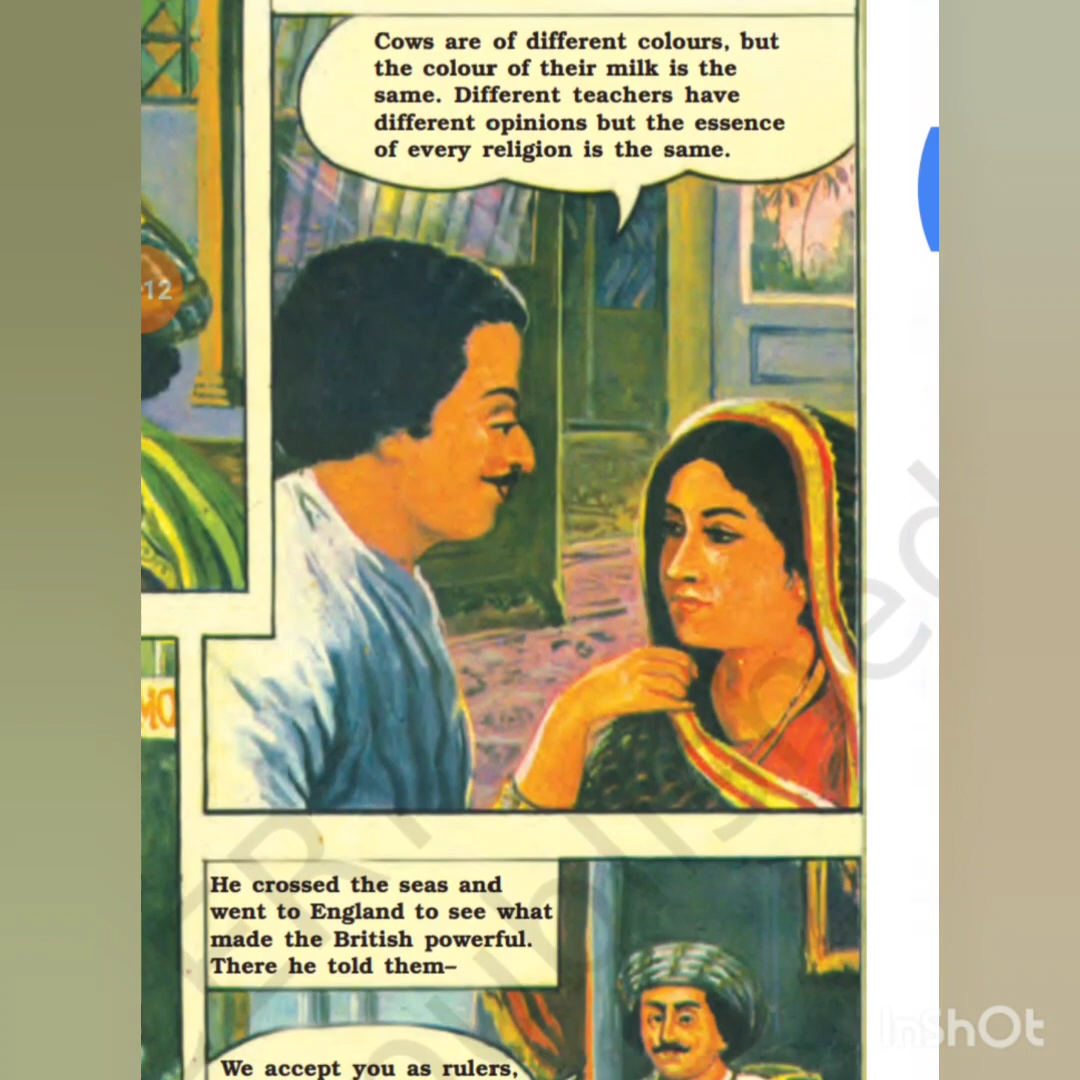 Cows are of different colours, but
the colour of their milk is the
same. Different teachers have
different opinions but the essence
of every religion is the same.
12
MO
He crossed the seas and
went to England to see what
made the British powerful.
There he told them–
We accept you as rulers,
InShOt